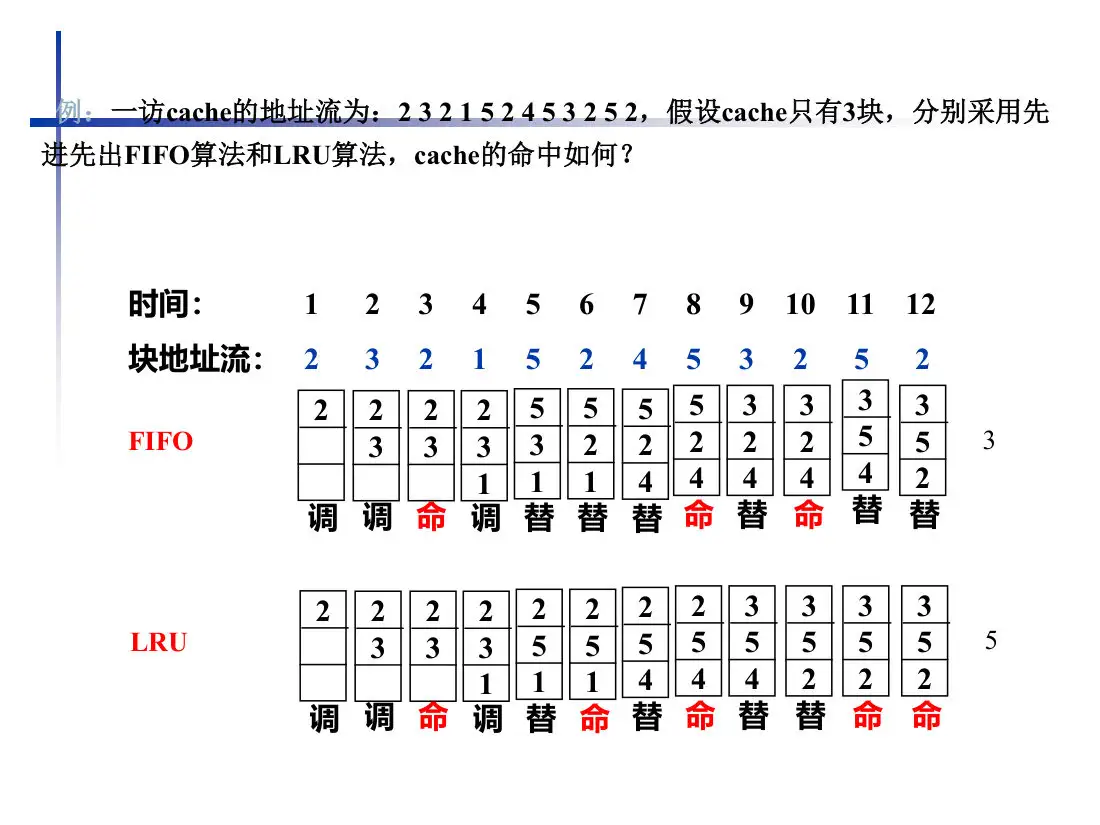 例：一访cache的地址流为：2 3 2 1 5 2 4 5 3 2 5 2，假设cache只有3块，分别采用先
进先出FIFO算法和LRU算法，cache的命中如何？
时间： 1 2 3 4 5 6 7 8 9 10 11 12
块地址流： 2 3 2 1 5 2 4 5 3 2 5 2
2 2 2 2 5 5 5 5 3 3 3 3
FIFO 3 3 3 3 2 2 2 2 2 5 5 3
1 1 1 4 4 4 4 4 2
调 调 命 调 替 替 替 命 替 命 替 替
2 2 2 2 2 2 2 2 3 3 3 3
LRU 3 3 3 5 5 5 5 5 5 5 5 5
1 1 1 4 4 4 2 2 2
调 调 命 调 替 命 替 命 替 替 命 命